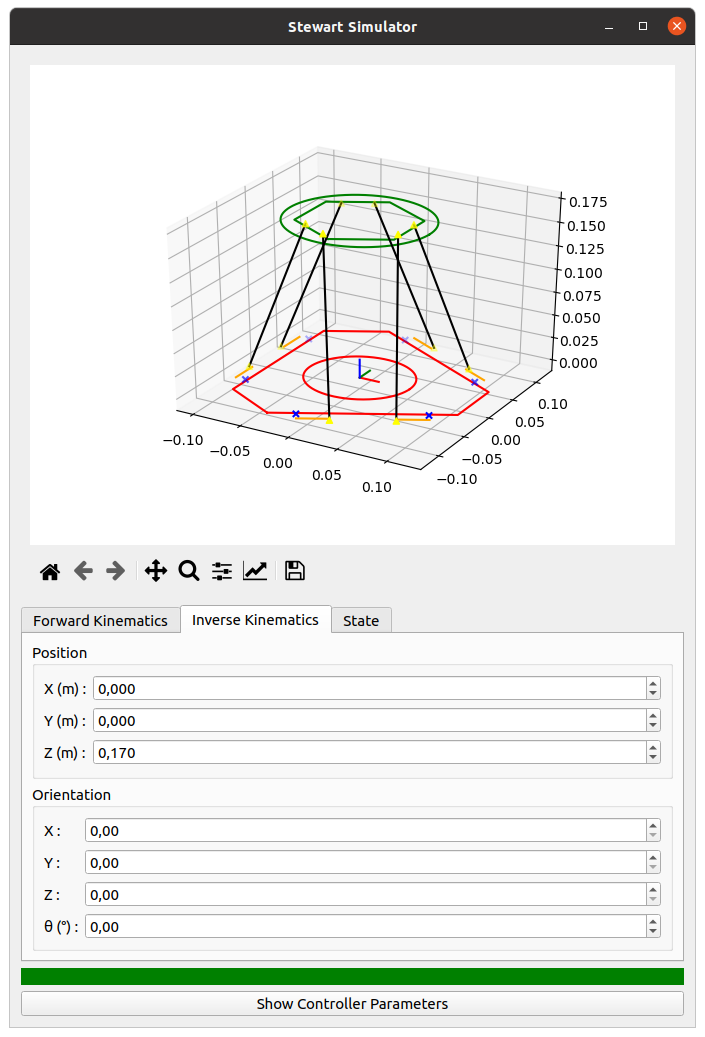 Stewart Simulator
0.175
0.150
0.125
0.100
0.075
0.050
0.025
0.000
−0.10
−0.05
0.00
0.05
0.10
0.10
0.05
0.00
−0.05
−0.10
Forward Kinematics
Inverse Kinematics
State
Position
X (m) : 0,000
Y (m) : 0,000
Z (m) : 0,170
Orientation
X : 0,00
Y : 0,00
Z : 0,00
θ (°) : 0,00
Show Controller Parameters